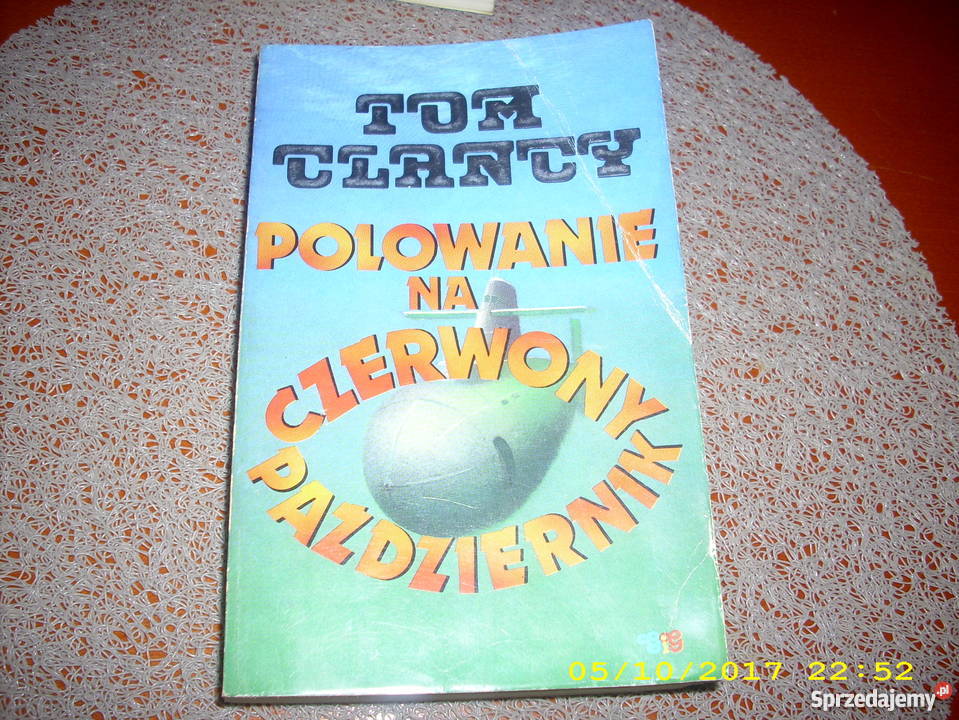 TOM
CLANCY
POLOWANIE
NA
CZERWONY
PAŹDZIERNIK
05/10/2017 22:52
Sprzedajemy.pl